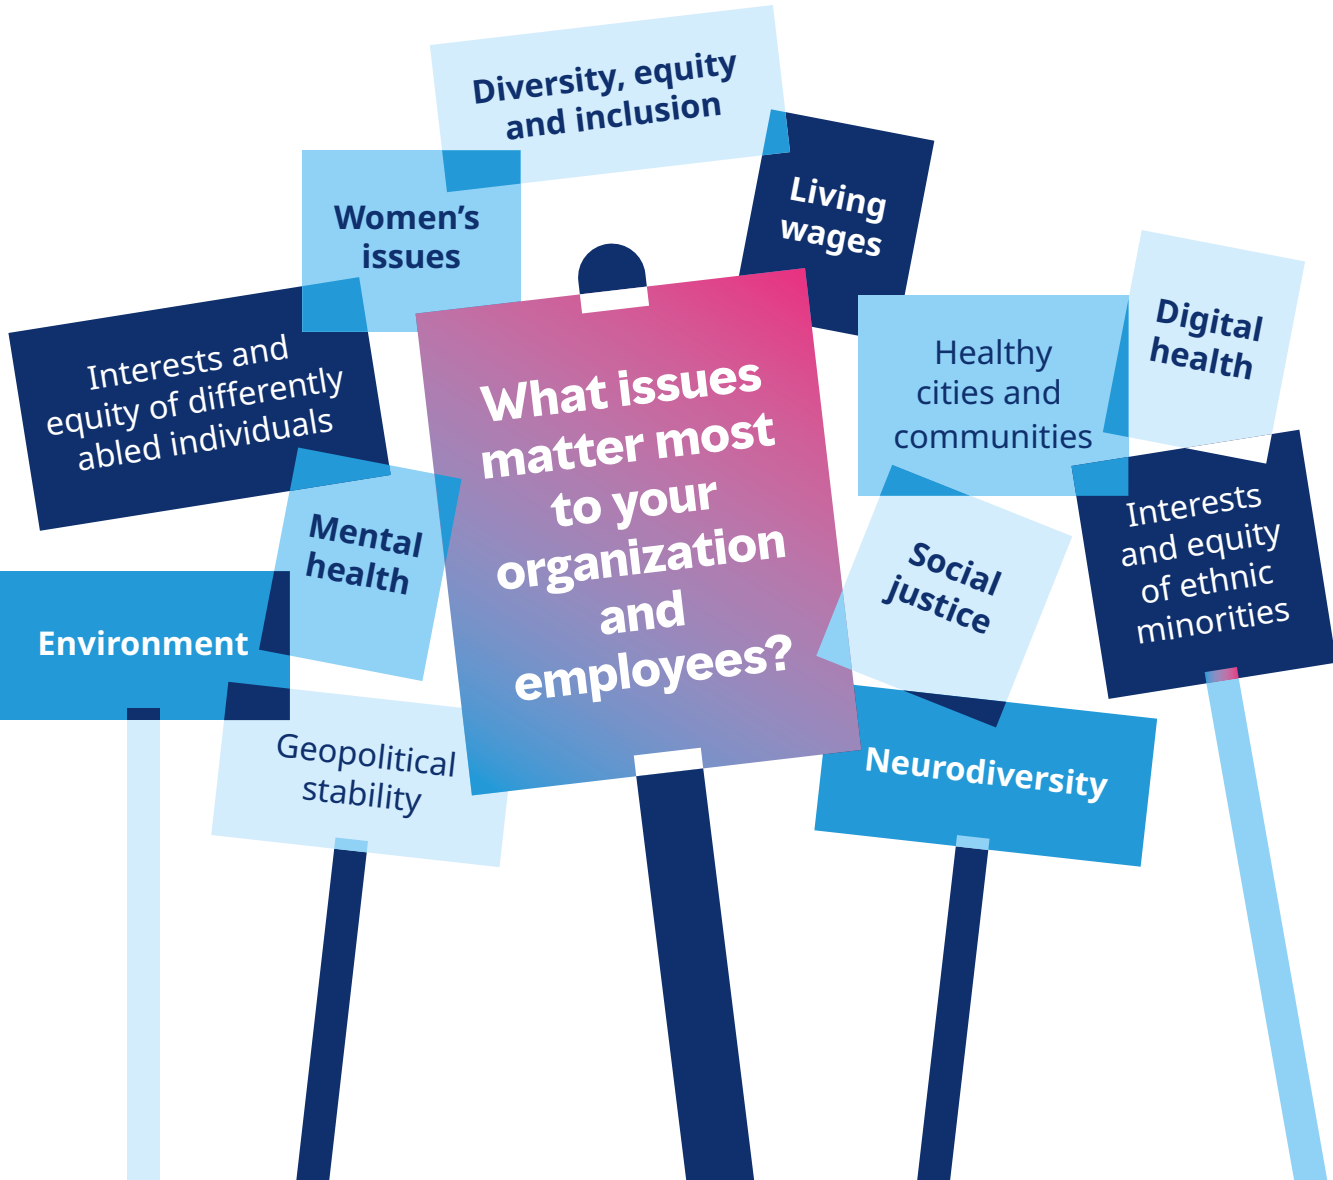 Diversity, equity
and inclusion
Women’s
issues
Living
wages
Interests and
equity of differently
abled individuals
What issues
matter most
to your
organization
and
employees?
Healthy
cities and
communities
Digital
health
Mental
health
Social
justice
Interests
and equity
of ethnic
minorities
Environment
Geopolitical
stability
Neurodiversity